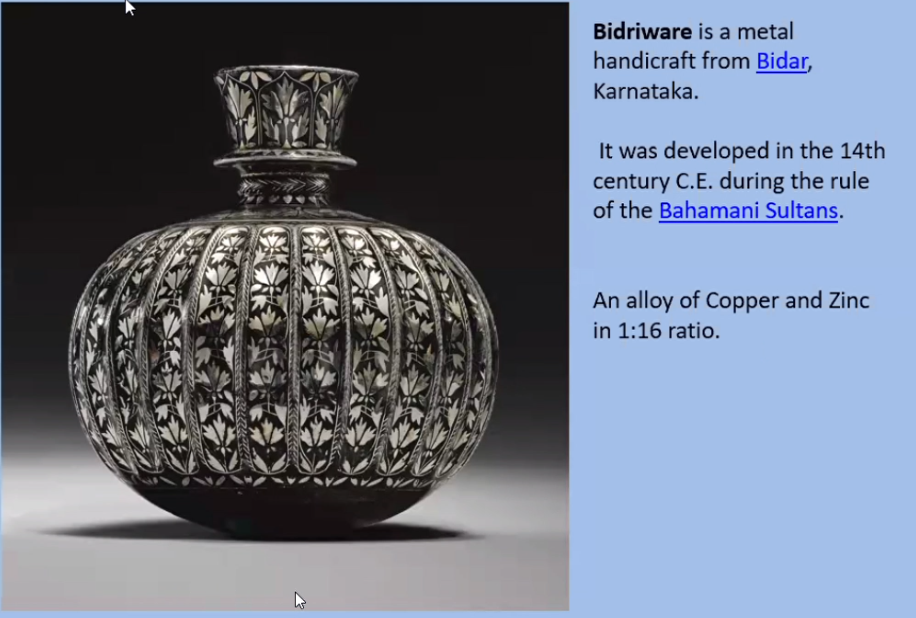 Bidriware is a metal
handicraft from Bidar,
Karnataka.
It was developed in the 14th
century C.E. during the rule
of the Bahamani Sultans.
An alloy of Copper and Zinc
in 1:16 ratio.